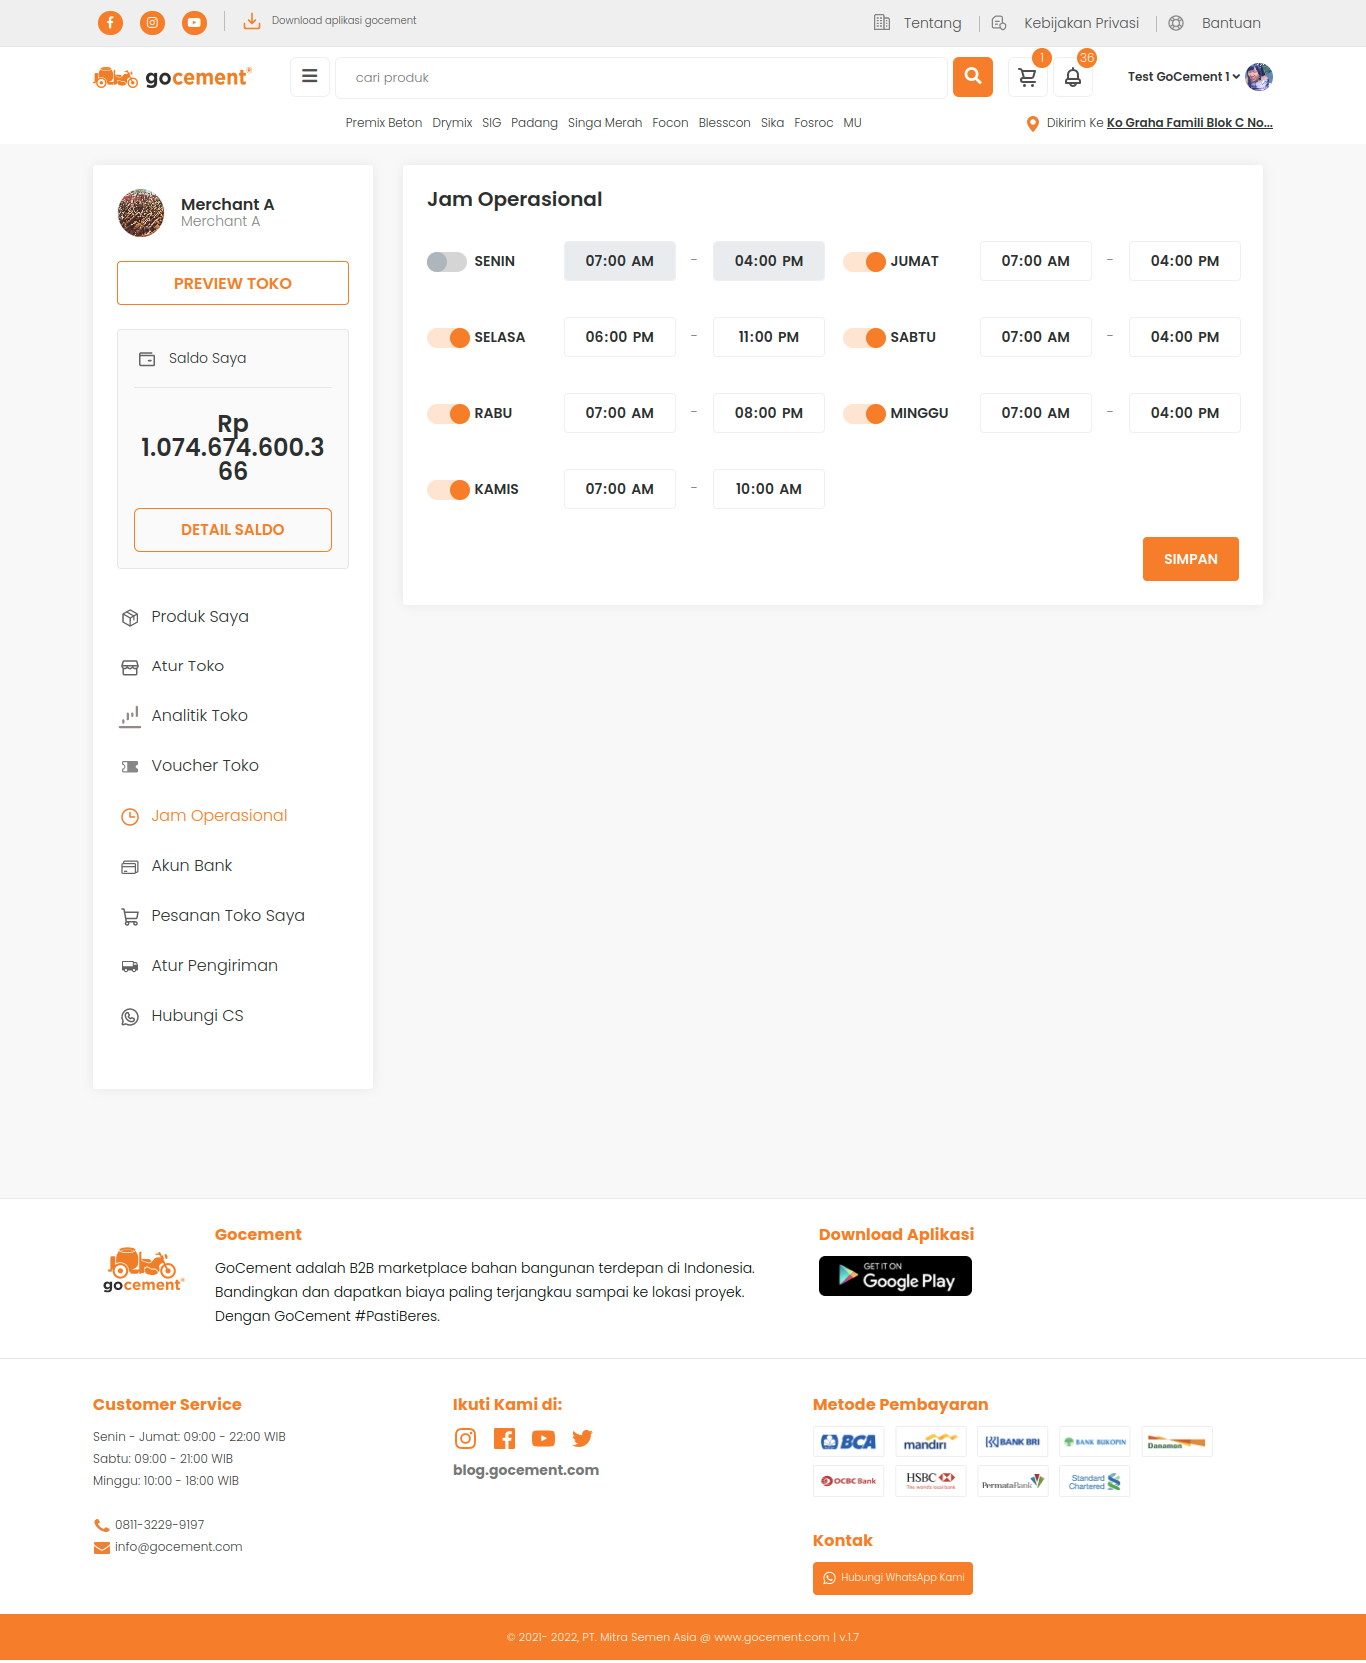 Download aplikasi gocement
Tentang
Kebijakan Privasi
Bantuan
gocement®
cari produk
1
36
Test GoCement 1
Premix Beton Drymix SIG Padang Singa Merah Focon Blesscon Sika Fosroc MU
Dikirim Ke Ko Graha Famili Blok C No...
Merchant A
Merchant A
PREVIEW TOKO
Saldo Saya
Rp
1.074.674.600.3
66
DETAIL SALDO
Produk Saya
Atur Toko
Analitik Toko
Voucher Toko
Jam Operasional
Akun Bank
Pesanan Toko Saya
Atur Pengiriman
Hubungi CS
Jam Operasional
SENIN 07:00 AM - 04:00 PM JUMAT 07:00 AM - 04:00 PM
SELASA 06:00 PM - 11:00 PM SABTU 07:00 AM - 04:00 PM
RABU 07:00 AM - 08:00 PM MINGGU 07:00 AM - 04:00 PM
KAMIS 07:00 AM - 10:00 AM
SIMPAN
gocement®
Gocement
GoCement adalah B2B marketplace bahan bangunan terdepan di Indonesia.
Bandingkan dan dapatkan biaya paling terjangkau sampai ke lokasi proyek.
Dengan GoCement #PastiBeres.
Download Aplikasi
GET IT ON
Google Play
Customer Service
Senin - Jumat: 09:00 - 22:00 WIB
Sabtu: 09:00 - 21:00 WIB
Minggu: 10:00 - 18:00 WIB
0811-3229-9197
info@gocement.com
Ikuti Kami di:
blog.gocement.com
Metode Pembayaran
BCA
mandiri
BANK BRI
BANK BUKOPIN
Danamon
OCBC Bank
HSBC
The world's local bank
PermataBank
Standard
Chartered
Kontak
Hubungi WhatsApp Kami
© 2021- 2022, PT. Mitra Semen Asia @ www.gocement.com | v.1.7